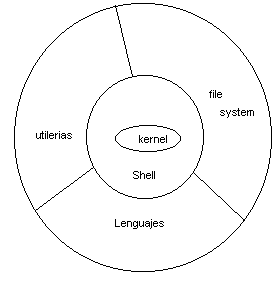 file
system
utilerias
kernel
Shell
Lenguajes